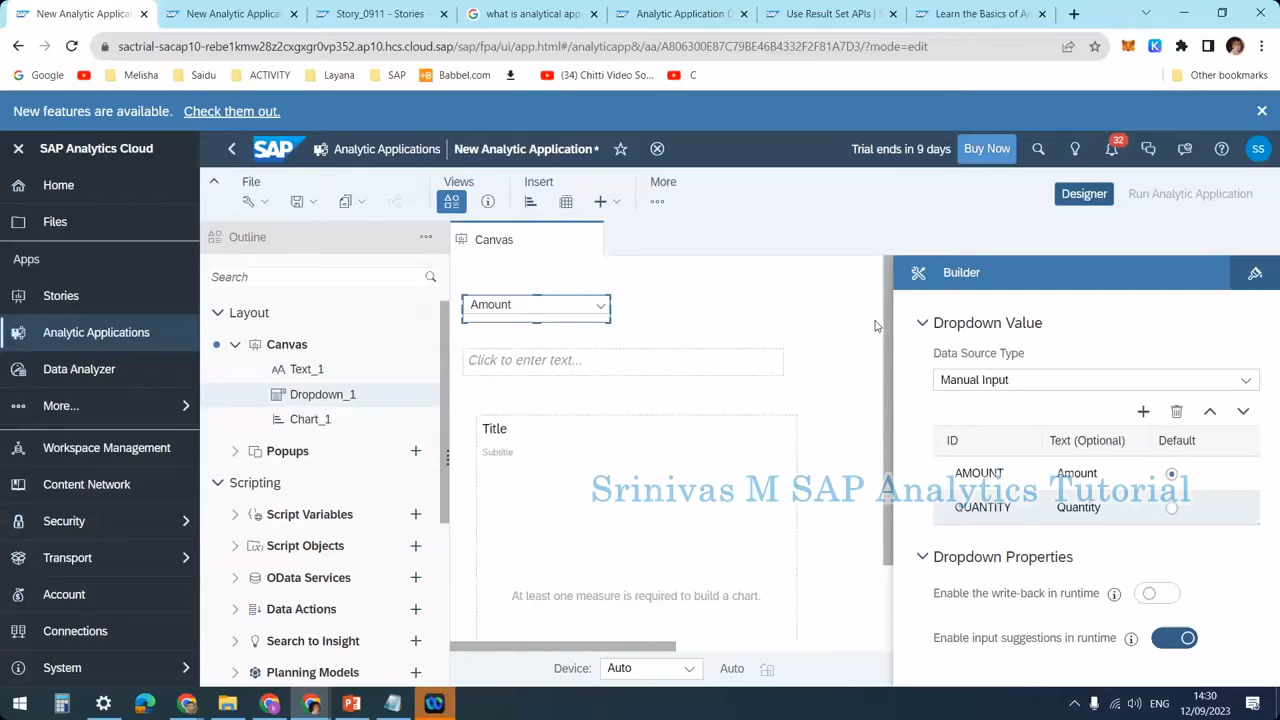 New Analytic Applicat
New Analytical Applica
Story_0911 - Stories -
what is analytical app
Analytic Application D
Use Result Set APIs |
Learn the Basics of An
sactrial-sacap10-rebe1kmw28z2cxgxgr0vp352.ap10.hcs.cloud.sap/sap/fpa/ui/app.html#/analyticapp&/aa/A806300E87C79BE46B4332F2F81A7D3/?mode=edit
Google
Melisha
Saidu
ACTIVITY
Layana
SAP
Babbel.com
(34) Chitti Video So...
C
Other bookmarks
New features are available. Check them out.
SAP Analytics Cloud
SAP
Analytic Applications
New Analytic Application*
Trial ends in 9 days
Buy Now
32
SS
Home
Files
Apps
Stories
Analytic Applications
Data Analyzer
More...
Workspace Management
Content Network
Security
Transport
Account
Connections
System
File
Views
Insert
More
Designer
Run Analytic Application
Outline
Search
Layout
Canvas
Text_1
Dropdown_1
Chart_1
Popups
Scripting
Script Variables
Script Objects
OData Services
Data Actions
Search to Insight
Planning Models
Canvas
Amount
Click to enter text...
Title
Subtitle
At least one measure is required to build a chart.
Device:
Auto
Auto
Builder
Dropdown Value
Data Source Type
Manual Input
ID Text (Optional) Default
AMOUNT Amount
QUANTITY Quantity
Srinivas M SAP Analytics Tutorial
Dropdown Properties
Enable the write-back in runtime
Enable input suggestions in runtime
ENG
14:30
12/09/2023